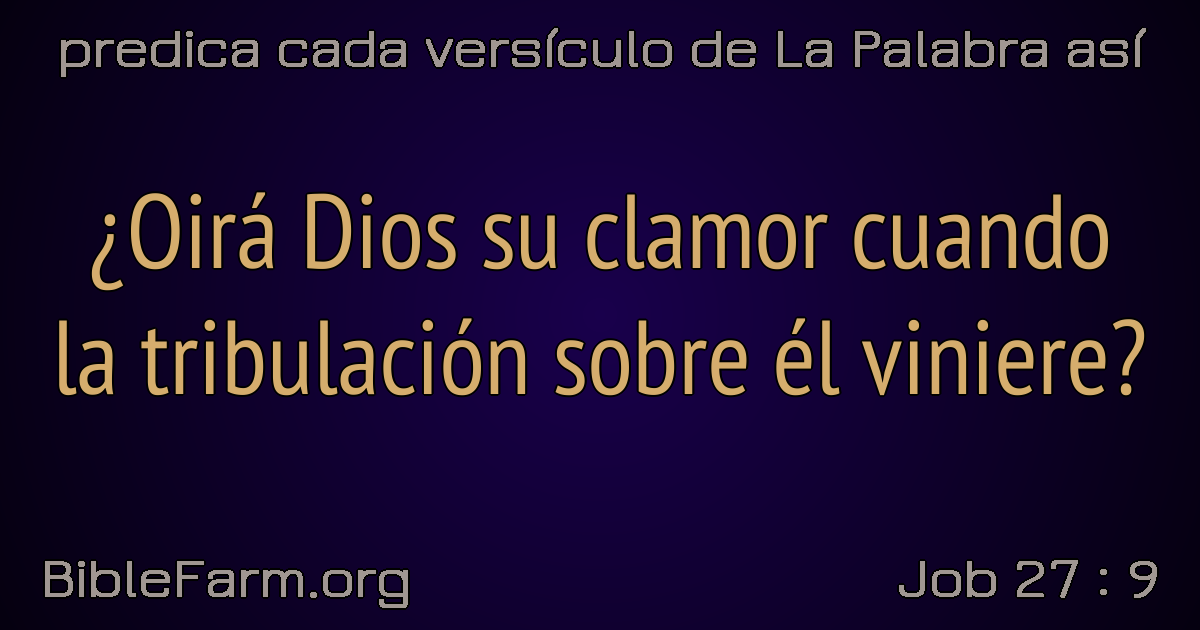 predica cada versículo de La Palabra así
¿Oirá Dios su clamor cuando
la tribulación sobre él viniere?
BibleFarm.org
Job 27 : 9